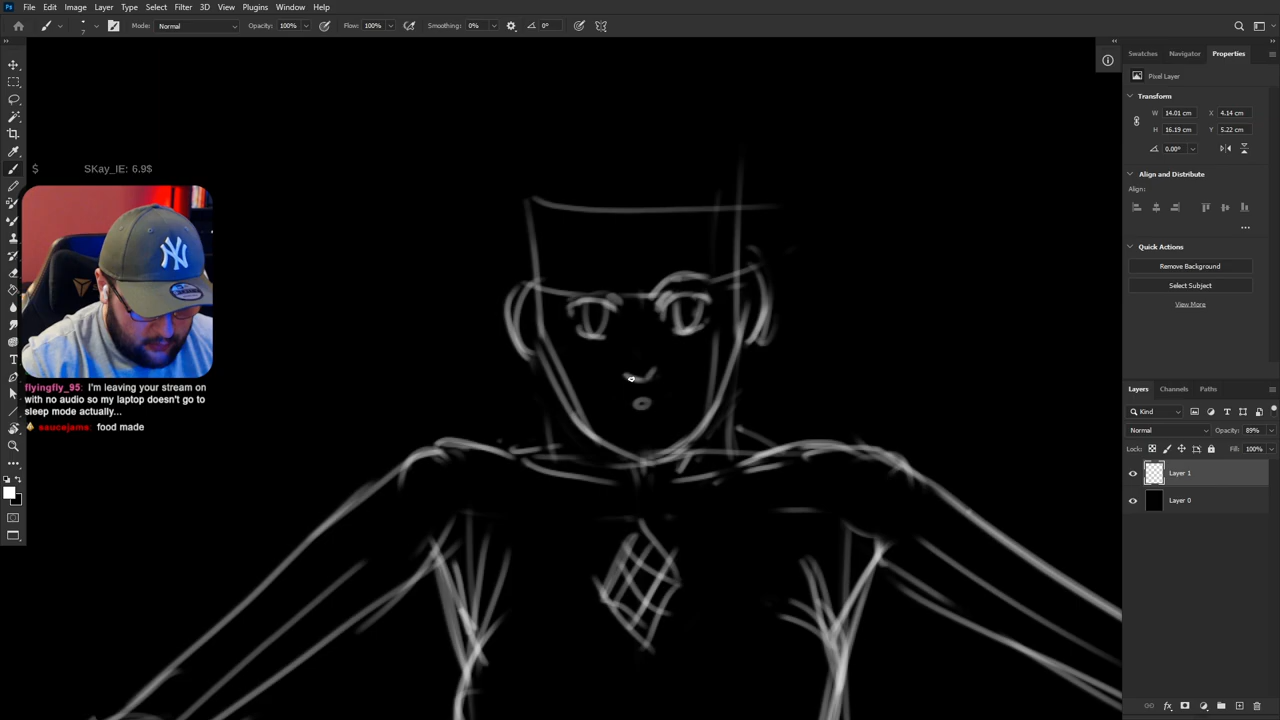 Ps File Edit Image Layer Type Select Filter 3D View Plugins Window Help
7 Mode: Normal Opacity: 100% Flow: 100% Smoothing: 0% 0°
Swatches Navigator Properties
Pixel Layer
Transform
W 14.01 cm X 4.14 cm
H 16.19 cm Y 5.22 cm
0.00°
Align and Distribute
Align:
Quick Actions
Remove Background
Select Subject
View More
Layers Channels Paths
Kind
Normal Opacity: 89%
Lock: Fill: 100%
Layer 1
Layer 0
$ SKay_IE: 6.9$
NY
flyingfly_95: I'm leaving your stream on
with no audio so my laptop doesn't go to
sleep mode actually...
saucejams: food made